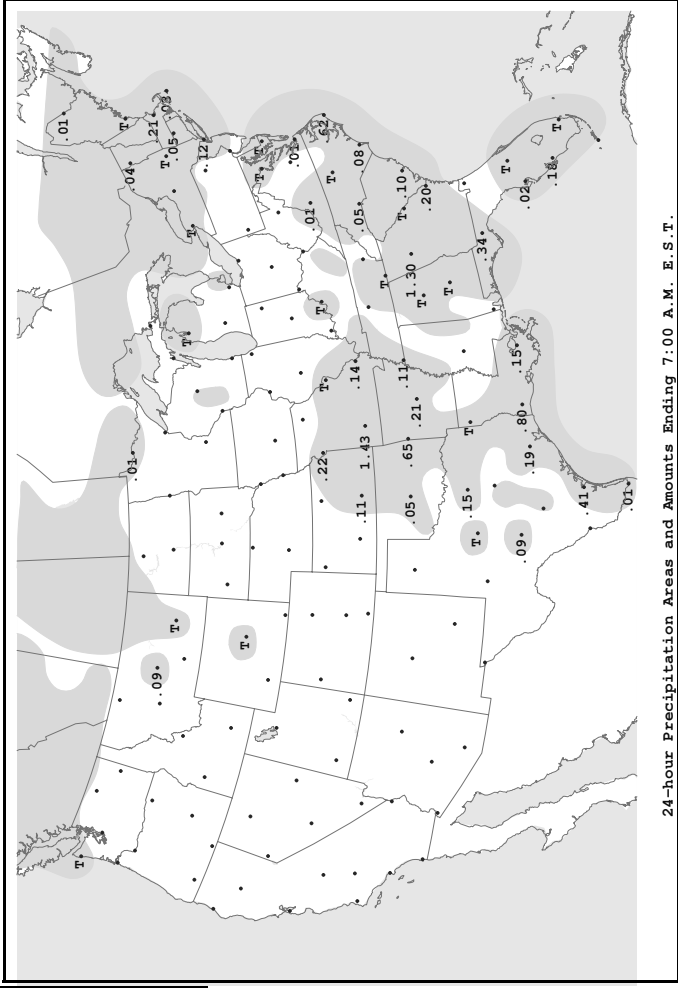 .01
T
T
.04
.01
.21
.09
T
.03
.05
T
T
T
.12
T
T
T
.01
.01
.22
T
.62
T
T
.14
.05
.08
.11
1.43
T
.11
T
.10
.65
.05
1.30
.21
T
.20
T
.15
T
T
.34
T
.15
.09
.80
.02
.19
.18
T
.41
.01
24-hour Precipitation Areas and Amounts Ending 7:00 A.M. E.S.T.